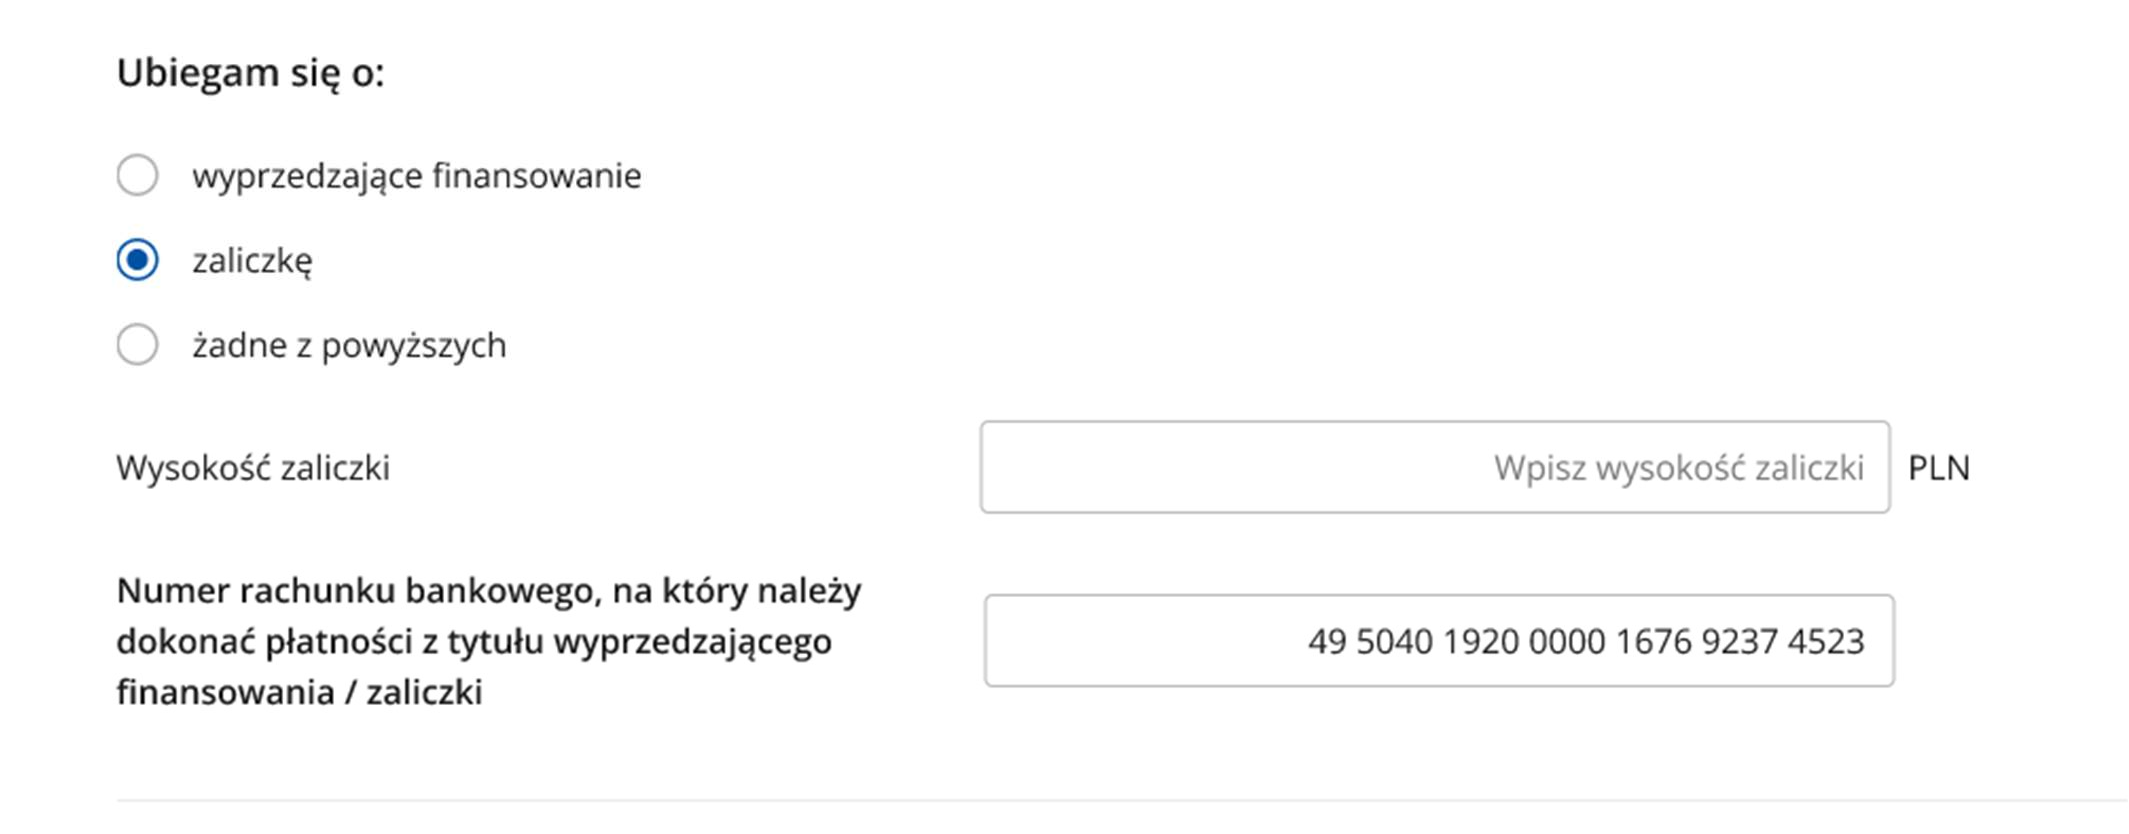 Ubiegam się o:
wyprzedzające finansowanie
zaliczkę
żadne z powyższych
Wysokość zaliczki
Wpisz wysokość zaliczki PLN
Numer rachunku bankowego, na który należy
dokonać płatności z tytułu wyprzedzającego
finansowania / zaliczki
49 5040 1920 0000 1676 9237 4523